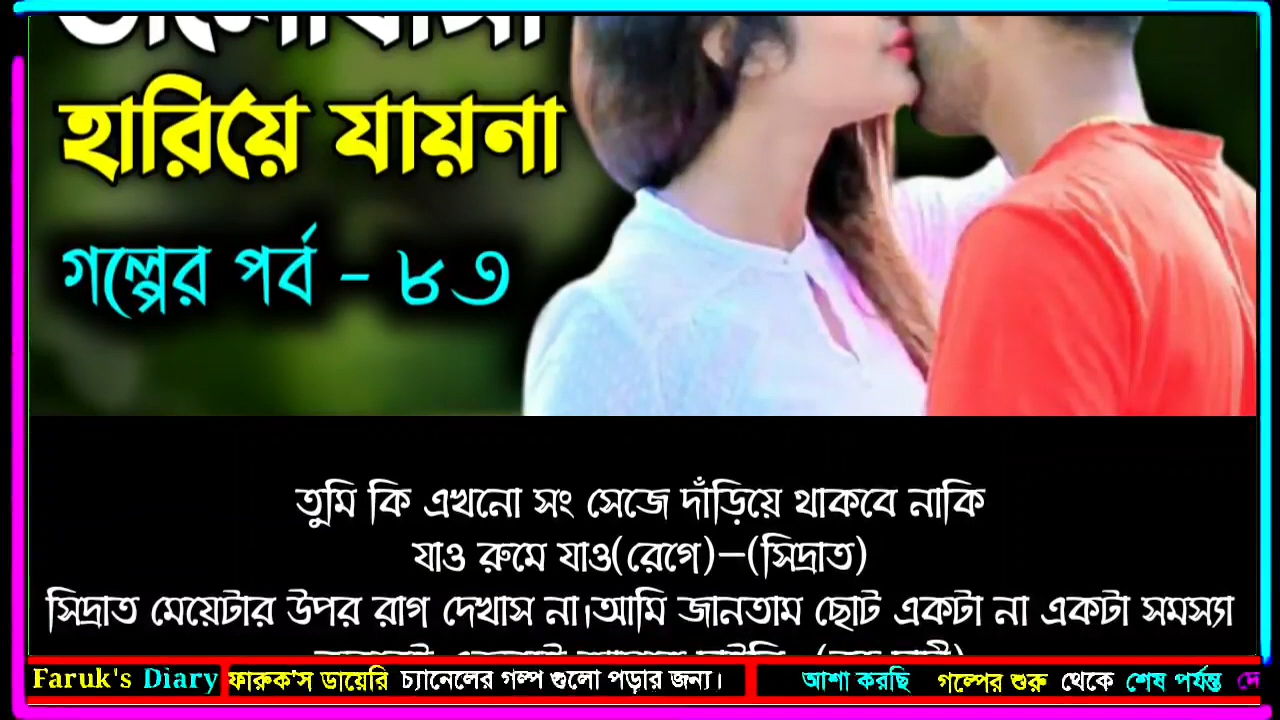 হারিয়ে যায়না
গল্পের পর্ব - ৮৩
তুমি কি এখনো সং সেজে দাঁড়িয়ে থাকবে নাকি
যাও রুমে যাও(রেগে)—(সিদ্রাত)
সিদ্রাত মেয়েটার উপর রাগ দেখাস না।আমি জানতাম ছোট একটা না একটা সমস্যা
Faruk's Diary ফারুক'স ডায়েরি চ্যানেলের গল্প গুলো পড়ার জন্য। আশা করছি গল্পের শুরু থেকে শেষ পর্যন্ত